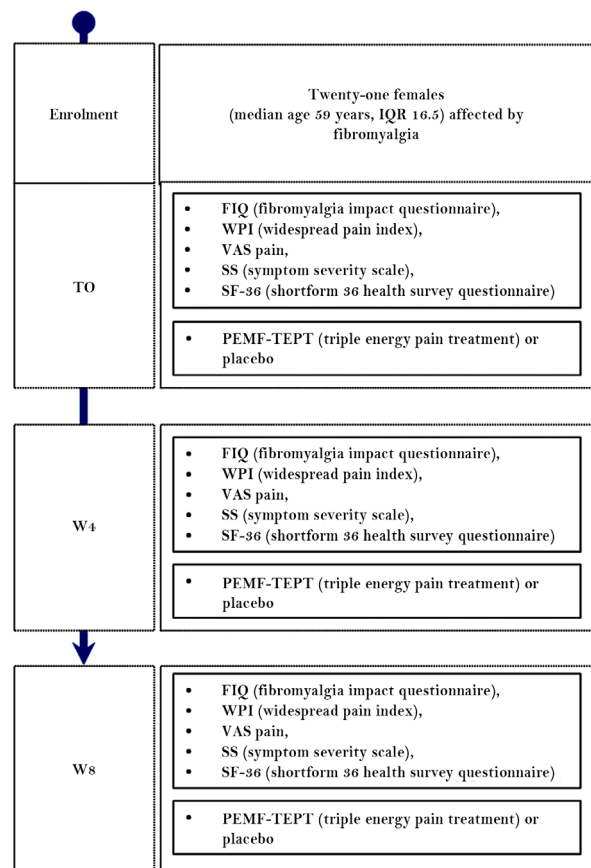 Enrolment
Twenty-one females
(median age 59 years, IQR 16.5) affected by
fibromyalgia
TO
• FIQ (fibromyalgia impact questionnaire),
• WPI (widespread pain index),
• VAS pain,
• SS (symptom severity scale),
• SF-36 (shortform 36 health survey questionnaire)
• PEMF-TEPT (triple energy pain treatment) or
placebo
W4
• FIQ (fibromyalgia impact questionnaire),
• WPI (widespread pain index),
• VAS pain,
• SS (symptom severity scale),
• SF-36 (shortform 36 health survey questionnaire)
• PEMF-TEPT (triple energy pain treatment) or
placebo
W8
• FIQ (fibromyalgia impact questionnaire),
• WPI (widespread pain index),
• VAS pain,
• SS (symptom severity scale),
• SF-36 (shortform 36 health survey questionnaire)
• PEMF-TEPT (triple energy pain treatment) or
placebo